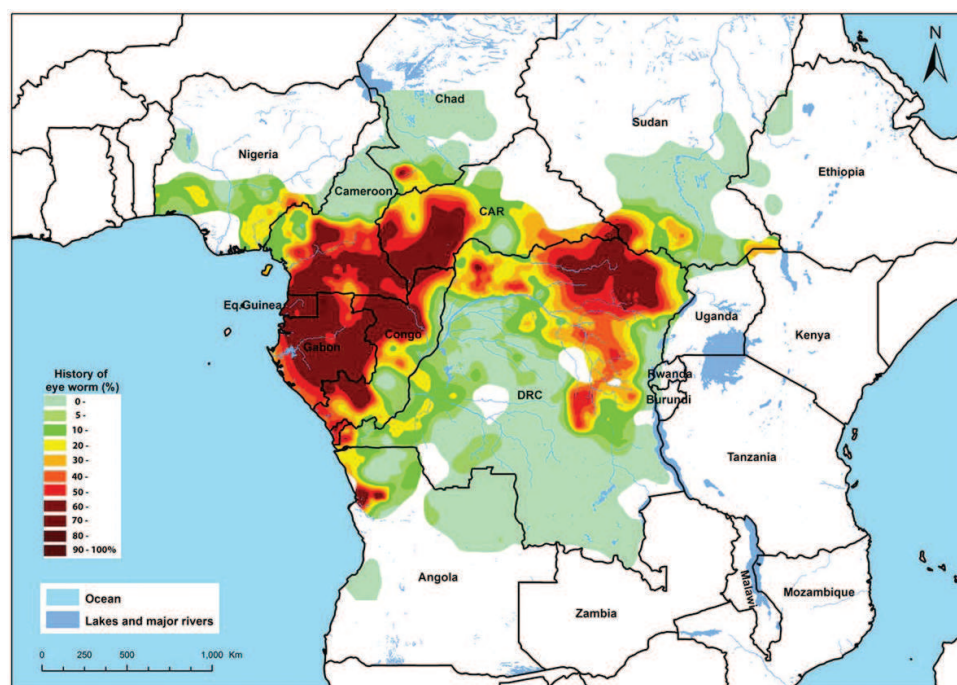 N
Chad
Sudan
Nigeria
Ethiopia
Cameroon
CAR
Eq.Guinea
Congo
Uganda
Gabon
Kenya
Rwanda
DRC
Burundi
Tanzania
Angola
Malawi
Mozambique
Zambia
History of
eye worm (%)
0 -
5 -
10 -
20 -
30 -
40 -
50 -
60 -
70 -
80 -
90 - 100%
Ocean
Lakes and major rivers
0 250 500 1,000 Km